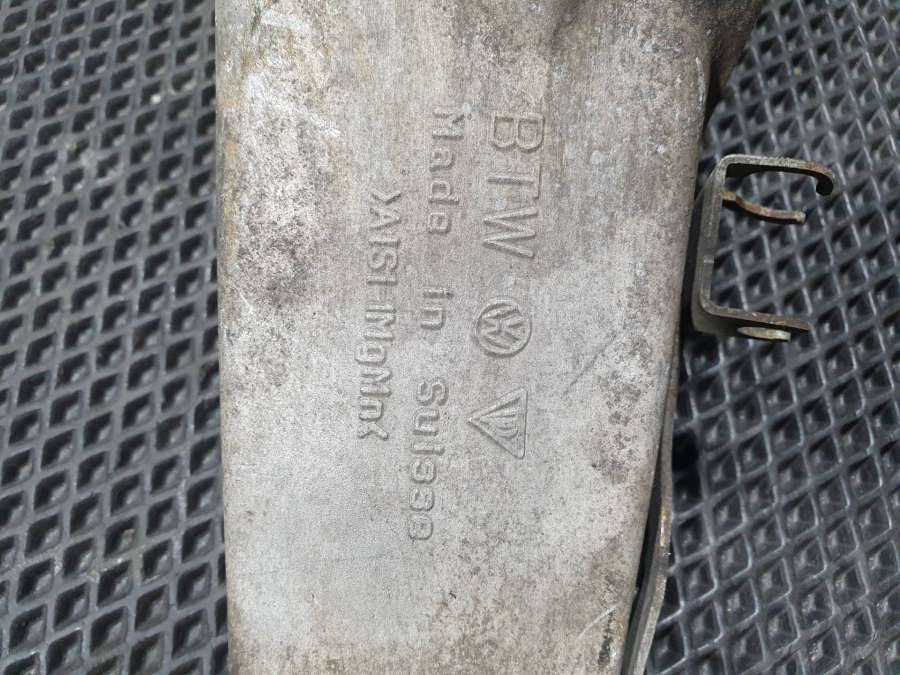 BTW
Made in Suisse
>AlSi1MgMn<